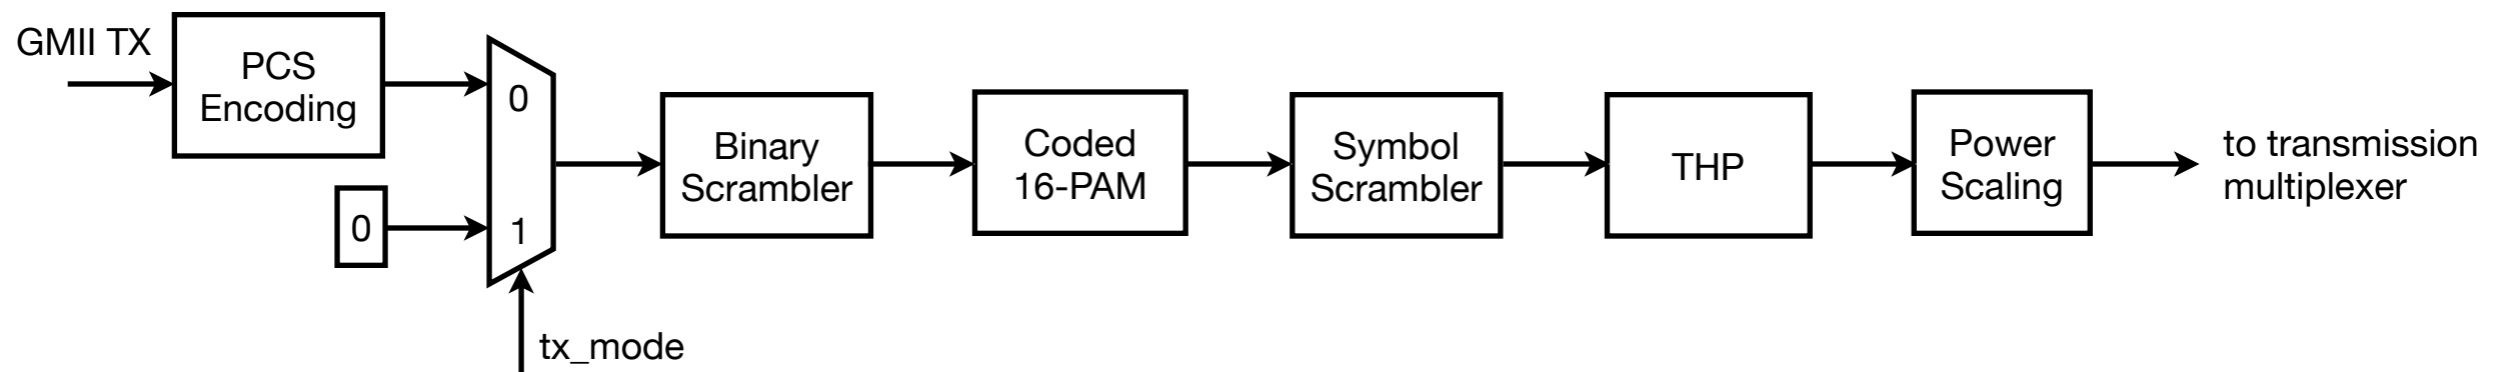 GMII TX
PCS
Encoding
0
0
1
tx_mode
Binary
Scrambler
Coded
16-PAM
Symbol
Scrambler
THP
Power
Scaling
to transmission
multiplexer